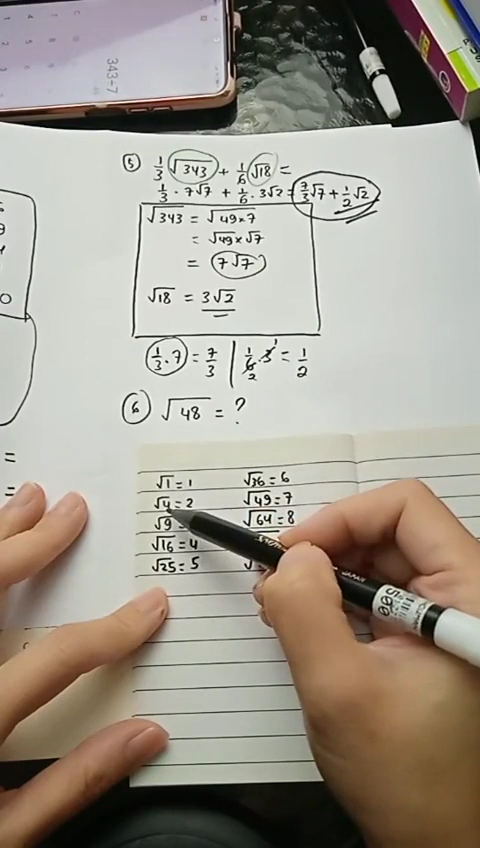 343÷7
⑤ 1/3 √343 + 1/6 √18 =
1/3 · 7√7 + 1/6 · 3√2 = 7/3 √7 + 1/2 √2
√343 = √49×7
= √49 × √7
= 7√7
√18 = 3√2
1/3 · 7 = 7/3 | 1/6 · 3 = 1/2
⑥ √48 = ?
√1 = 1 √36 = 6
√4 = 2 √49 = 7
√9 = √64 = 8
√16 = 4
√25 = 5